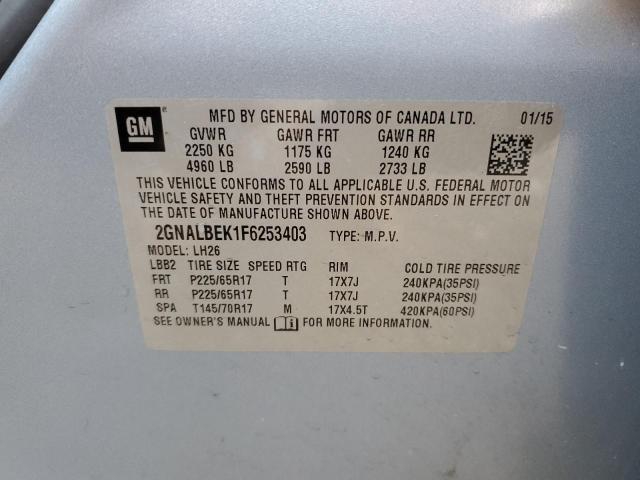 GM
MFD BY GENERAL MOTORS OF CANADA LTD. 01/15
GVWR GAWR FRT GAWR RR
2250 KG 1175 KG 1240 KG
4960 LB 2590 LB 2733 LB
THIS VEHICLE CONFORMS TO ALL APPLICABLE U.S. FEDERAL MOTOR
VEHICLE SAFETY AND THEFT PREVENTION STANDARDS IN EFFECT ON
THE DATE OF MANUFACTURE SHOWN ABOVE.
2GNALBEK1F6253403 TYPE: M.P.V.
MODEL: LH26
LBB2 TIRE SIZE SPEED RTG RIM COLD TIRE PRESSURE
FRT P225/65R17 T 17X7J 240KPA(35PSI)
RR P225/65R17 T 17X7J 240KPA(35PSI)
SPA T145/70R17 M 17X4.5T 420KPA(60PSI)
SEE OWNER'S MANUAL FOR MORE INFORMATION.